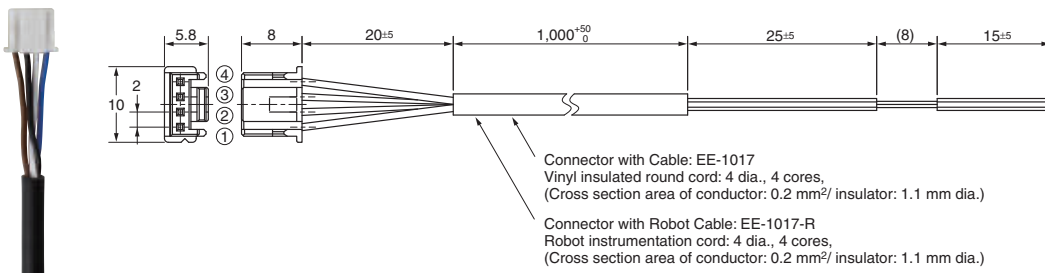 5.8
8
20±5
1,000+50 0
25±5
(8)
15±5
2
10
④
③
②
①
Connector with Cable: EE-1017
Vinyl insulated round cord: 4 dia., 4 cores,
(Cross section area of conductor: 0.2 mm²/ insulator: 1.1 mm dia.)
Connector with Robot Cable: EE-1017-R
Robot instrumentation cord: 4 dia., 4 cores,
(Cross section area of conductor: 0.2 mm²/ insulator: 1.1 mm dia.)